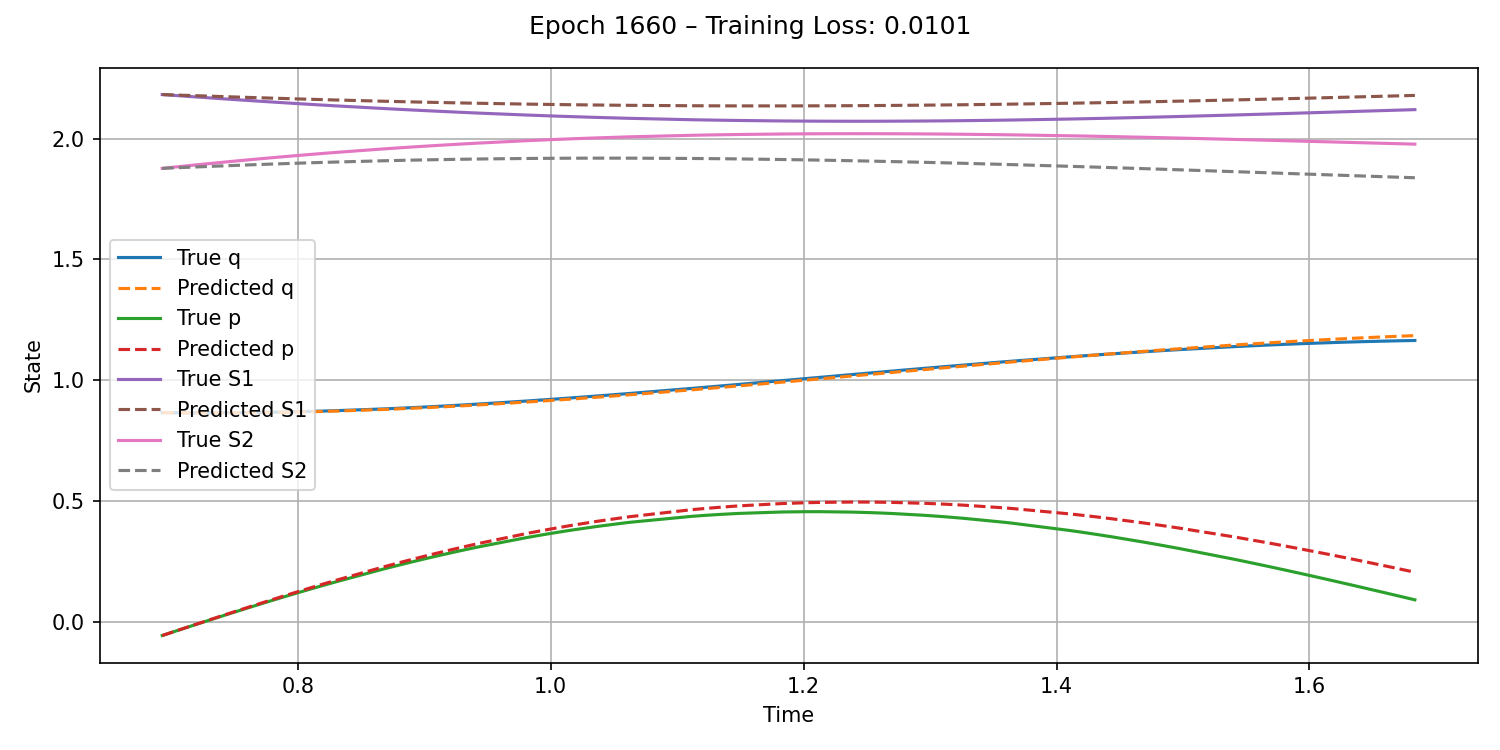 Epoch 1660 – Training Loss: 0.0101
State
2.0
1.5
1.0
0.5
0.0
True q
Predicted q
True p
Predicted p
True S1
Predicted S1
True S2
Predicted S2
0.8
1.0
1.2
1.4
1.6
Time